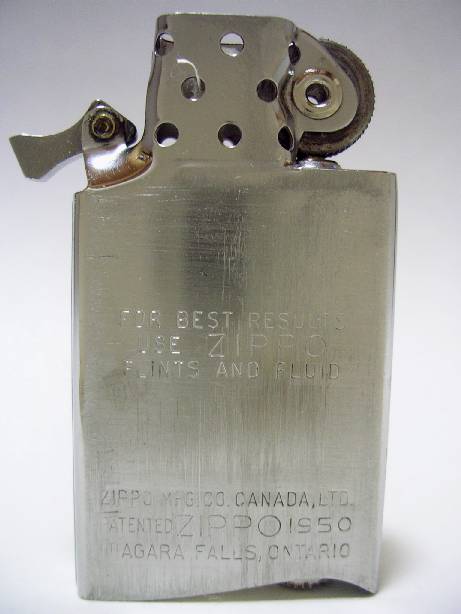 FOR BEST RESULTS
USE ZIPPO
FLINTS AND FLUID
ZIPPO MFG. CO. CANADA, LTD.
PATENTED ZIPPO 1950
NIAGARA FALLS, ONTARIO